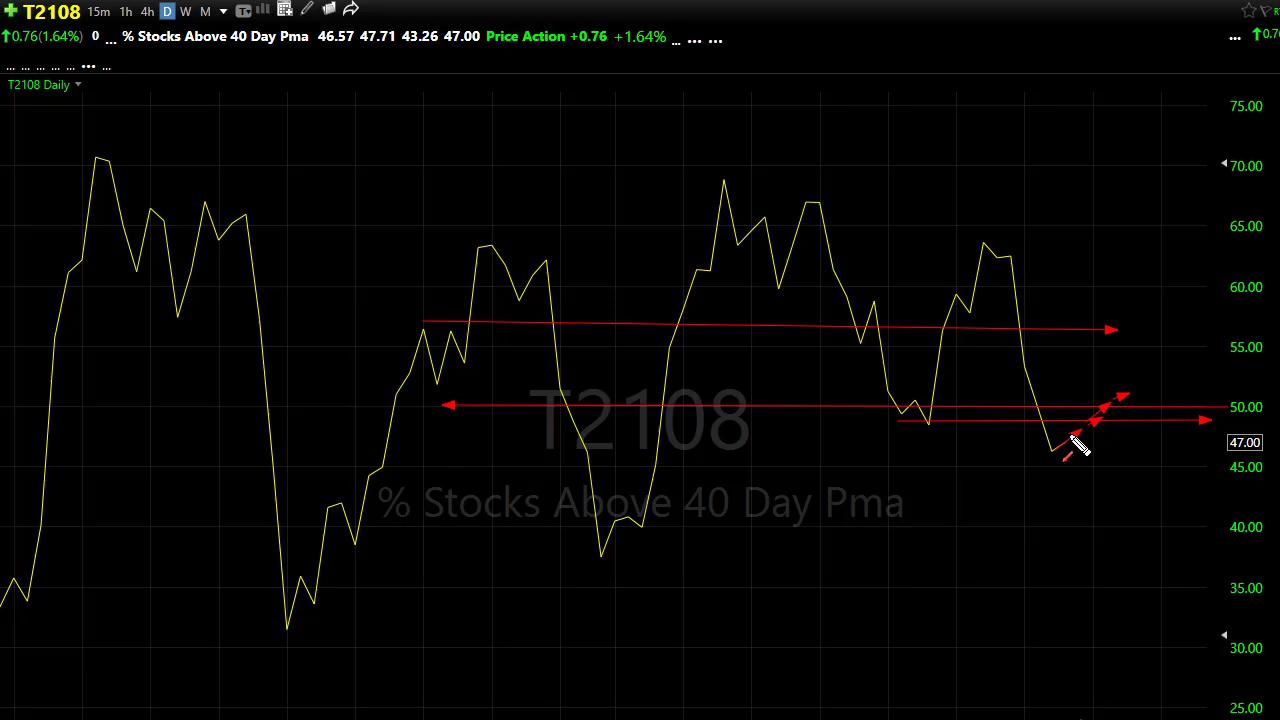 T2108 15m 1h 4h D W M T
↑0.76(1.64%) 0 ... % Stocks Above 40 Day Pma 46.57 47.71 43.26 47.00 Price Action +0.76 +1.64% ... ... ... ... ↑0.76
... ... ... ... ... ... ...
T2108 Daily
75.00
70.00
65.00
60.00
55.00
50.00
47.00
45.00
40.00
35.00
30.00
25.00
T2108
% Stocks Above 40 Day Pma